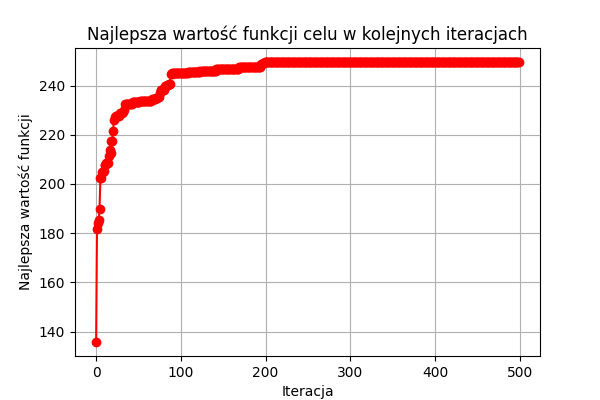 Najlepsza wartość funkcji celu w kolejnych iteracjach
Najlepsza wartość funkcji
240
220
200
180
160
140
0 100 200 300 400 500
Iteracja